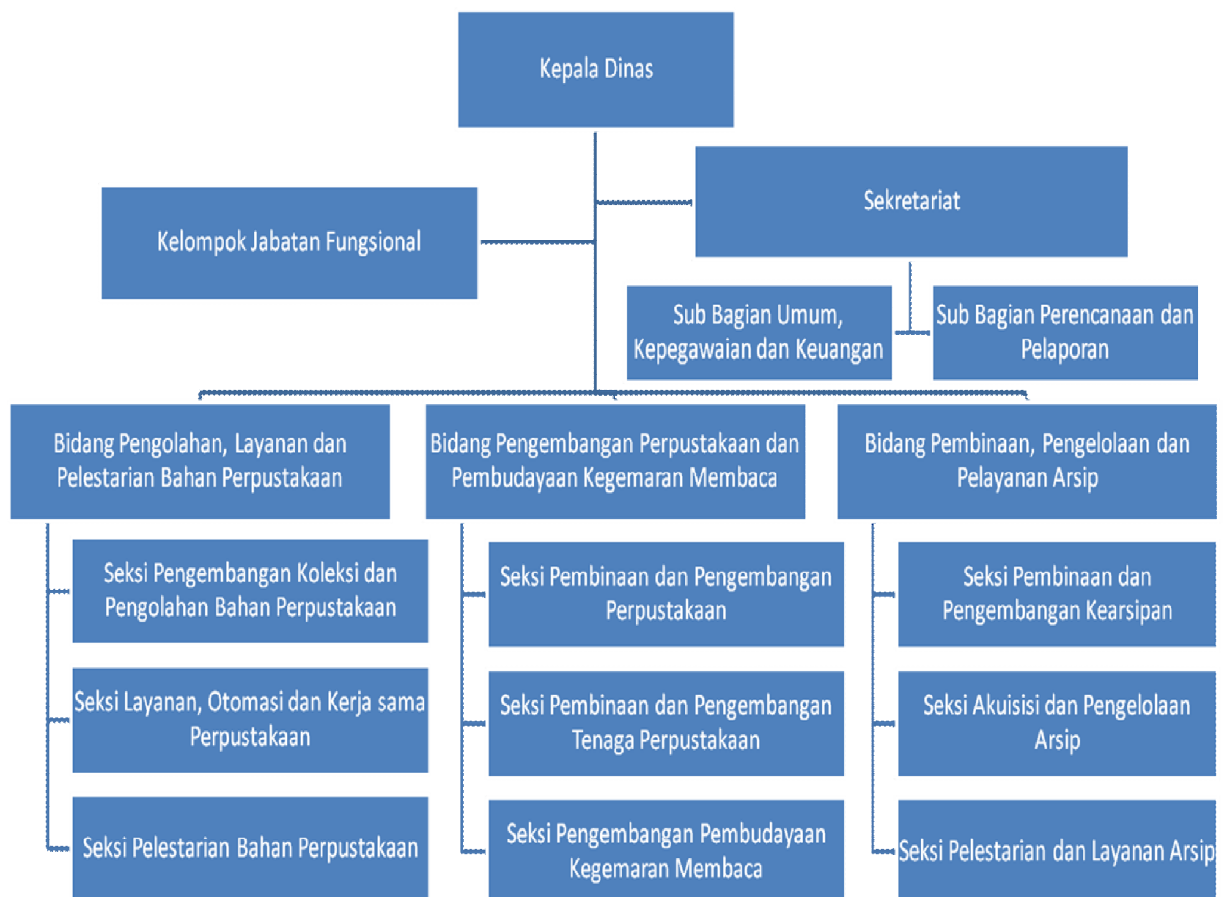 Kepala Dinas
Sekretariat
Kelompok Jabatan Fungsional
Sub Bagian Umum,
Kepegawaian dan Keuangan
Sub Bagian Perencanaan dan
Pelaporan
Bidang Pengolahan, Layanan dan
Pelestarian Bahan Perpustakaan
Bidang Pengembangan Perpustakaan dan
Pembudayaan Kegemaran Membaca
Bidang Pembinaan, Pengelolaan dan
Pelayanan Arsip
Seksi Pengembangan Koleksi dan
Pengolahan Bahan Perpustakaan
Seksi Layanan, Otomasi dan Kerja sama
Perpustakaan
Seksi Pelestarian Bahan Perpustakaan
Seksi Pembinaan dan Pengembangan
Perpustakaan
Seksi Pembinaan dan Pengembangan
Tenaga Perpustakaan
Seksi Pengembangan Pembudayaan
Kegemaran Membaca
Seksi Pembinaan dan
Pengembangan Kearsipan
Seksi Akuisisi dan Pengelolaan
Arsip
Seksi Pelestarian dan Layanan Arsip